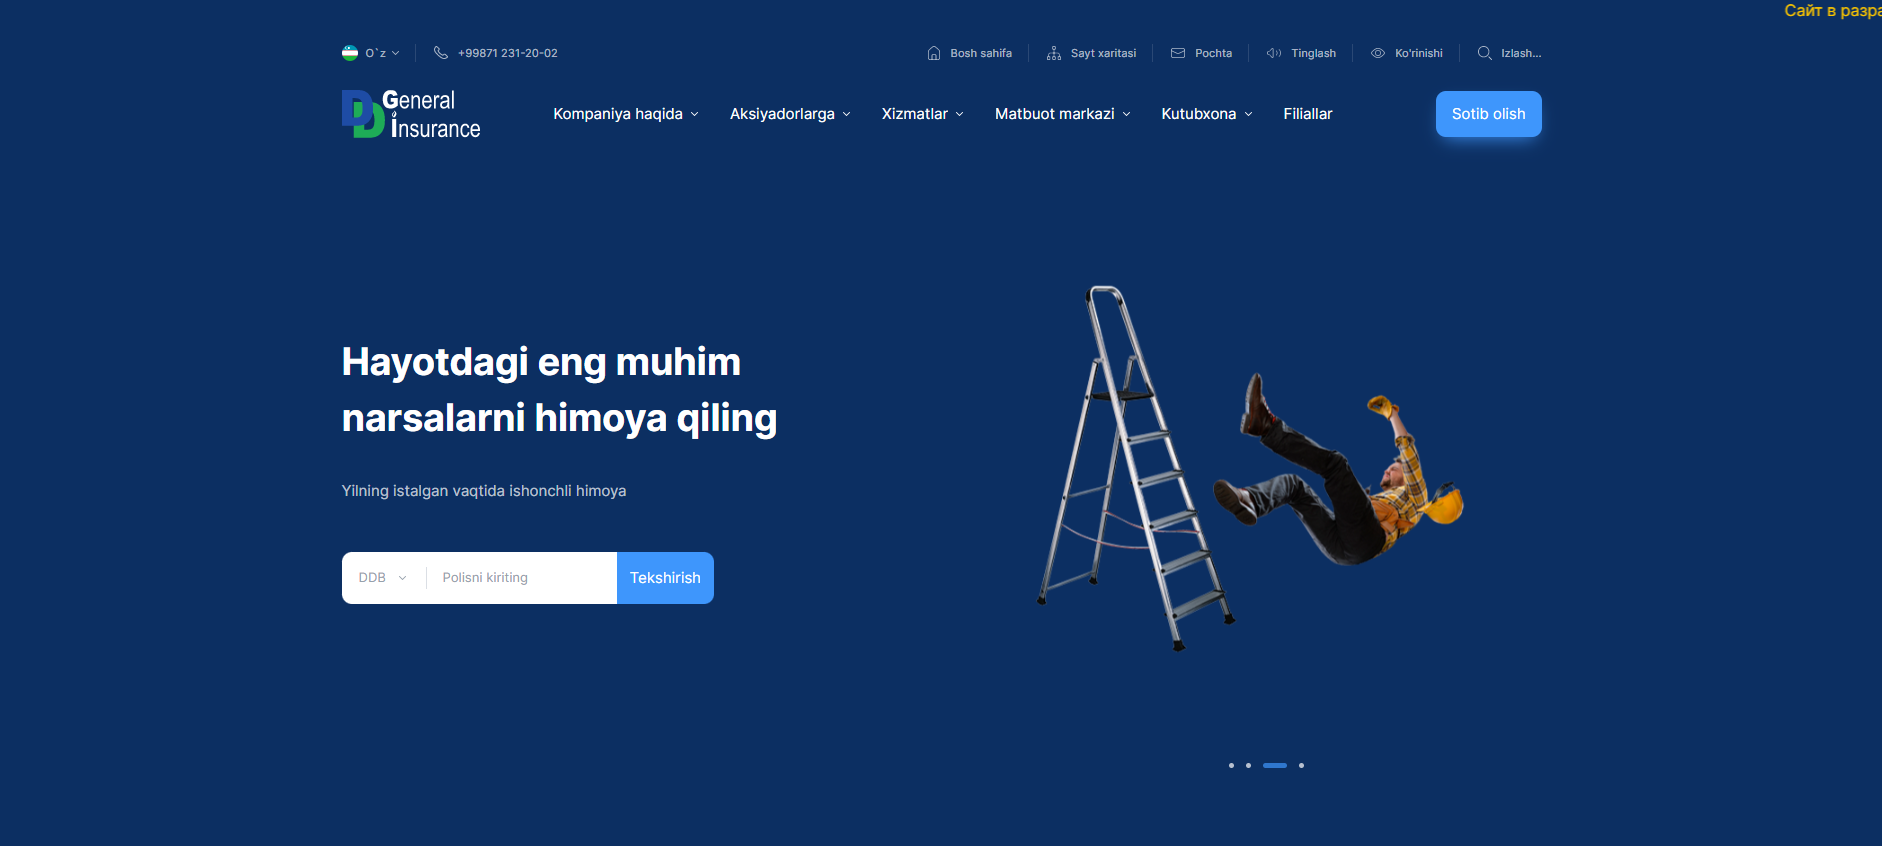 Сайт в разра
O`z
+99871 231-20-02
Bosh sahifa
Sayt xaritasi
Pochta
Tinglash
Ko'rinishi
Izlash...
DD General Insurance
Kompaniya haqida
Aksiyadorlarga
Xizmatlar
Matbuot markazi
Kutubxona
Filiallar
Sotib olish
Hayotdagi eng muhim
narsalarni himoya qiling
Yilning istalgan vaqtida ishonchli himoya
DDB
Polisni kiriting
Tekshirish